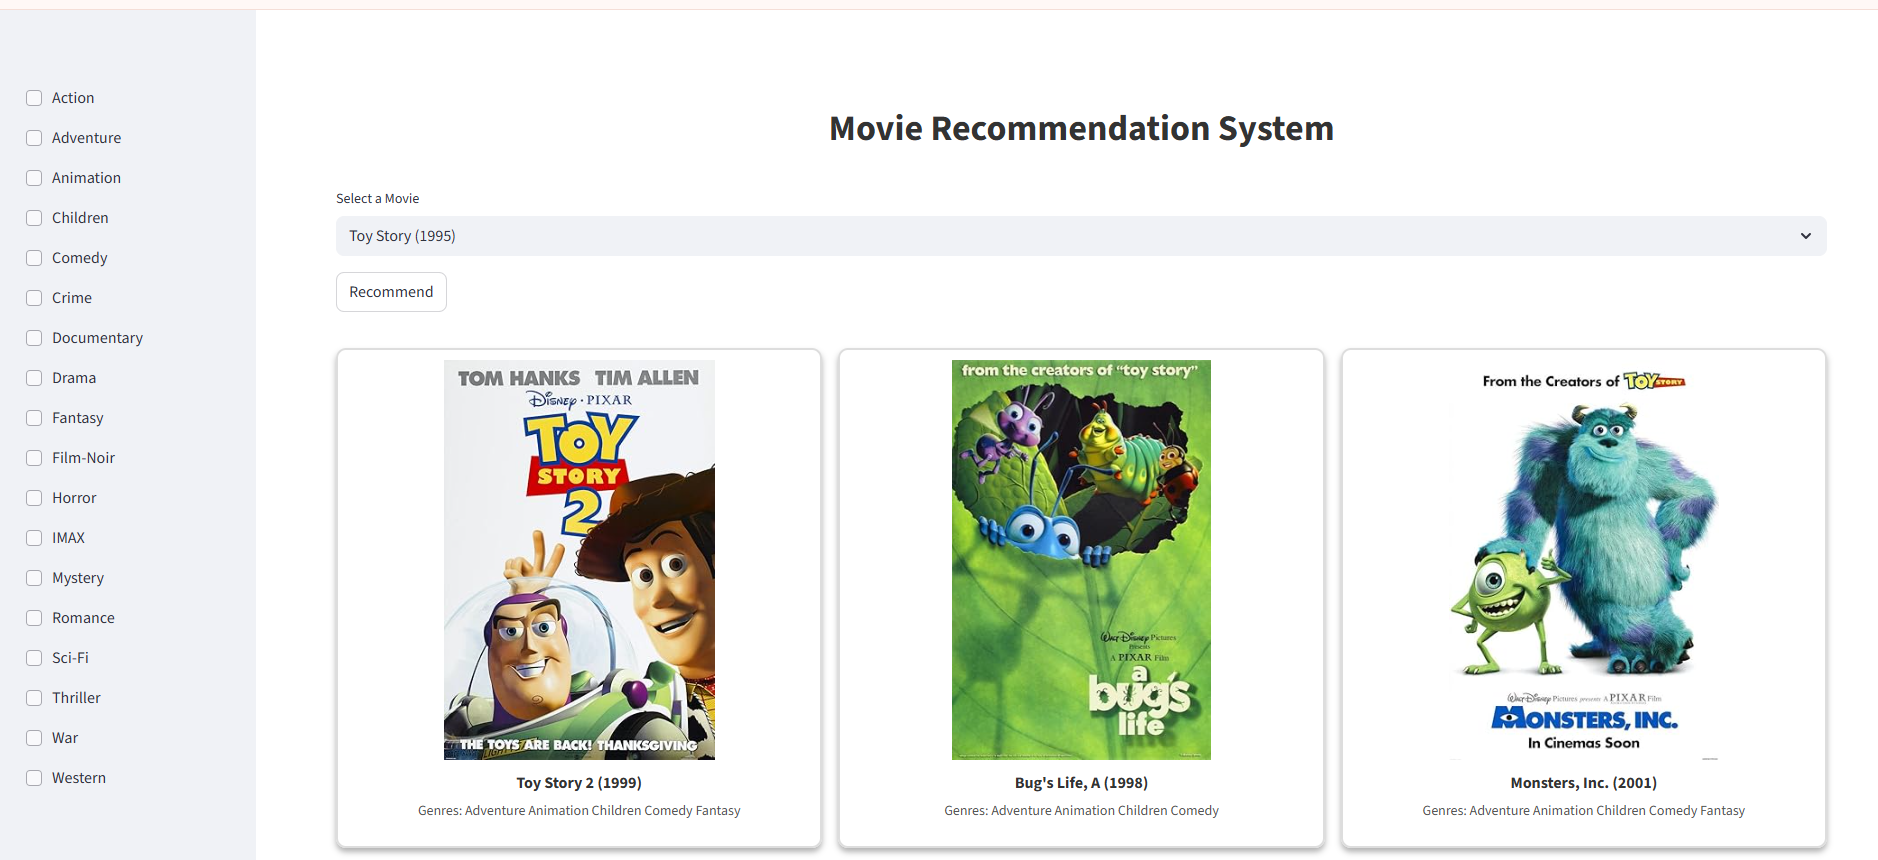 Action
Adventure
Animation
Children
Comedy
Crime
Documentary
Drama
Fantasy
Film-Noir
Horror
IMAX
Mystery
Romance
Sci-Fi
Thriller
War
Western
Movie Recommendation System
Select a Movie
Toy Story (1995)
Recommend
TOM HANKS TIM ALLEN
DISNEY · PIXAR
TOY
STORY
2
THE TOYS ARE BACK! THANKSGIVING
Toy Story 2 (1999)
Genres: Adventure Animation Children Comedy Fantasy
from the creators of "toy story"
Walt Disney Pictures
Presents
A PIXAR Film
a
bug's
life
Bug's Life, A (1998)
Genres: Adventure Animation Children Comedy
From the Creators of TOY STORY
Walt Disney Pictures presents A PIXAR Film
MONSTERS, INC.
In Cinemas Soon
Monsters, Inc. (2001)
Genres: Adventure Animation Children Comedy Fantasy